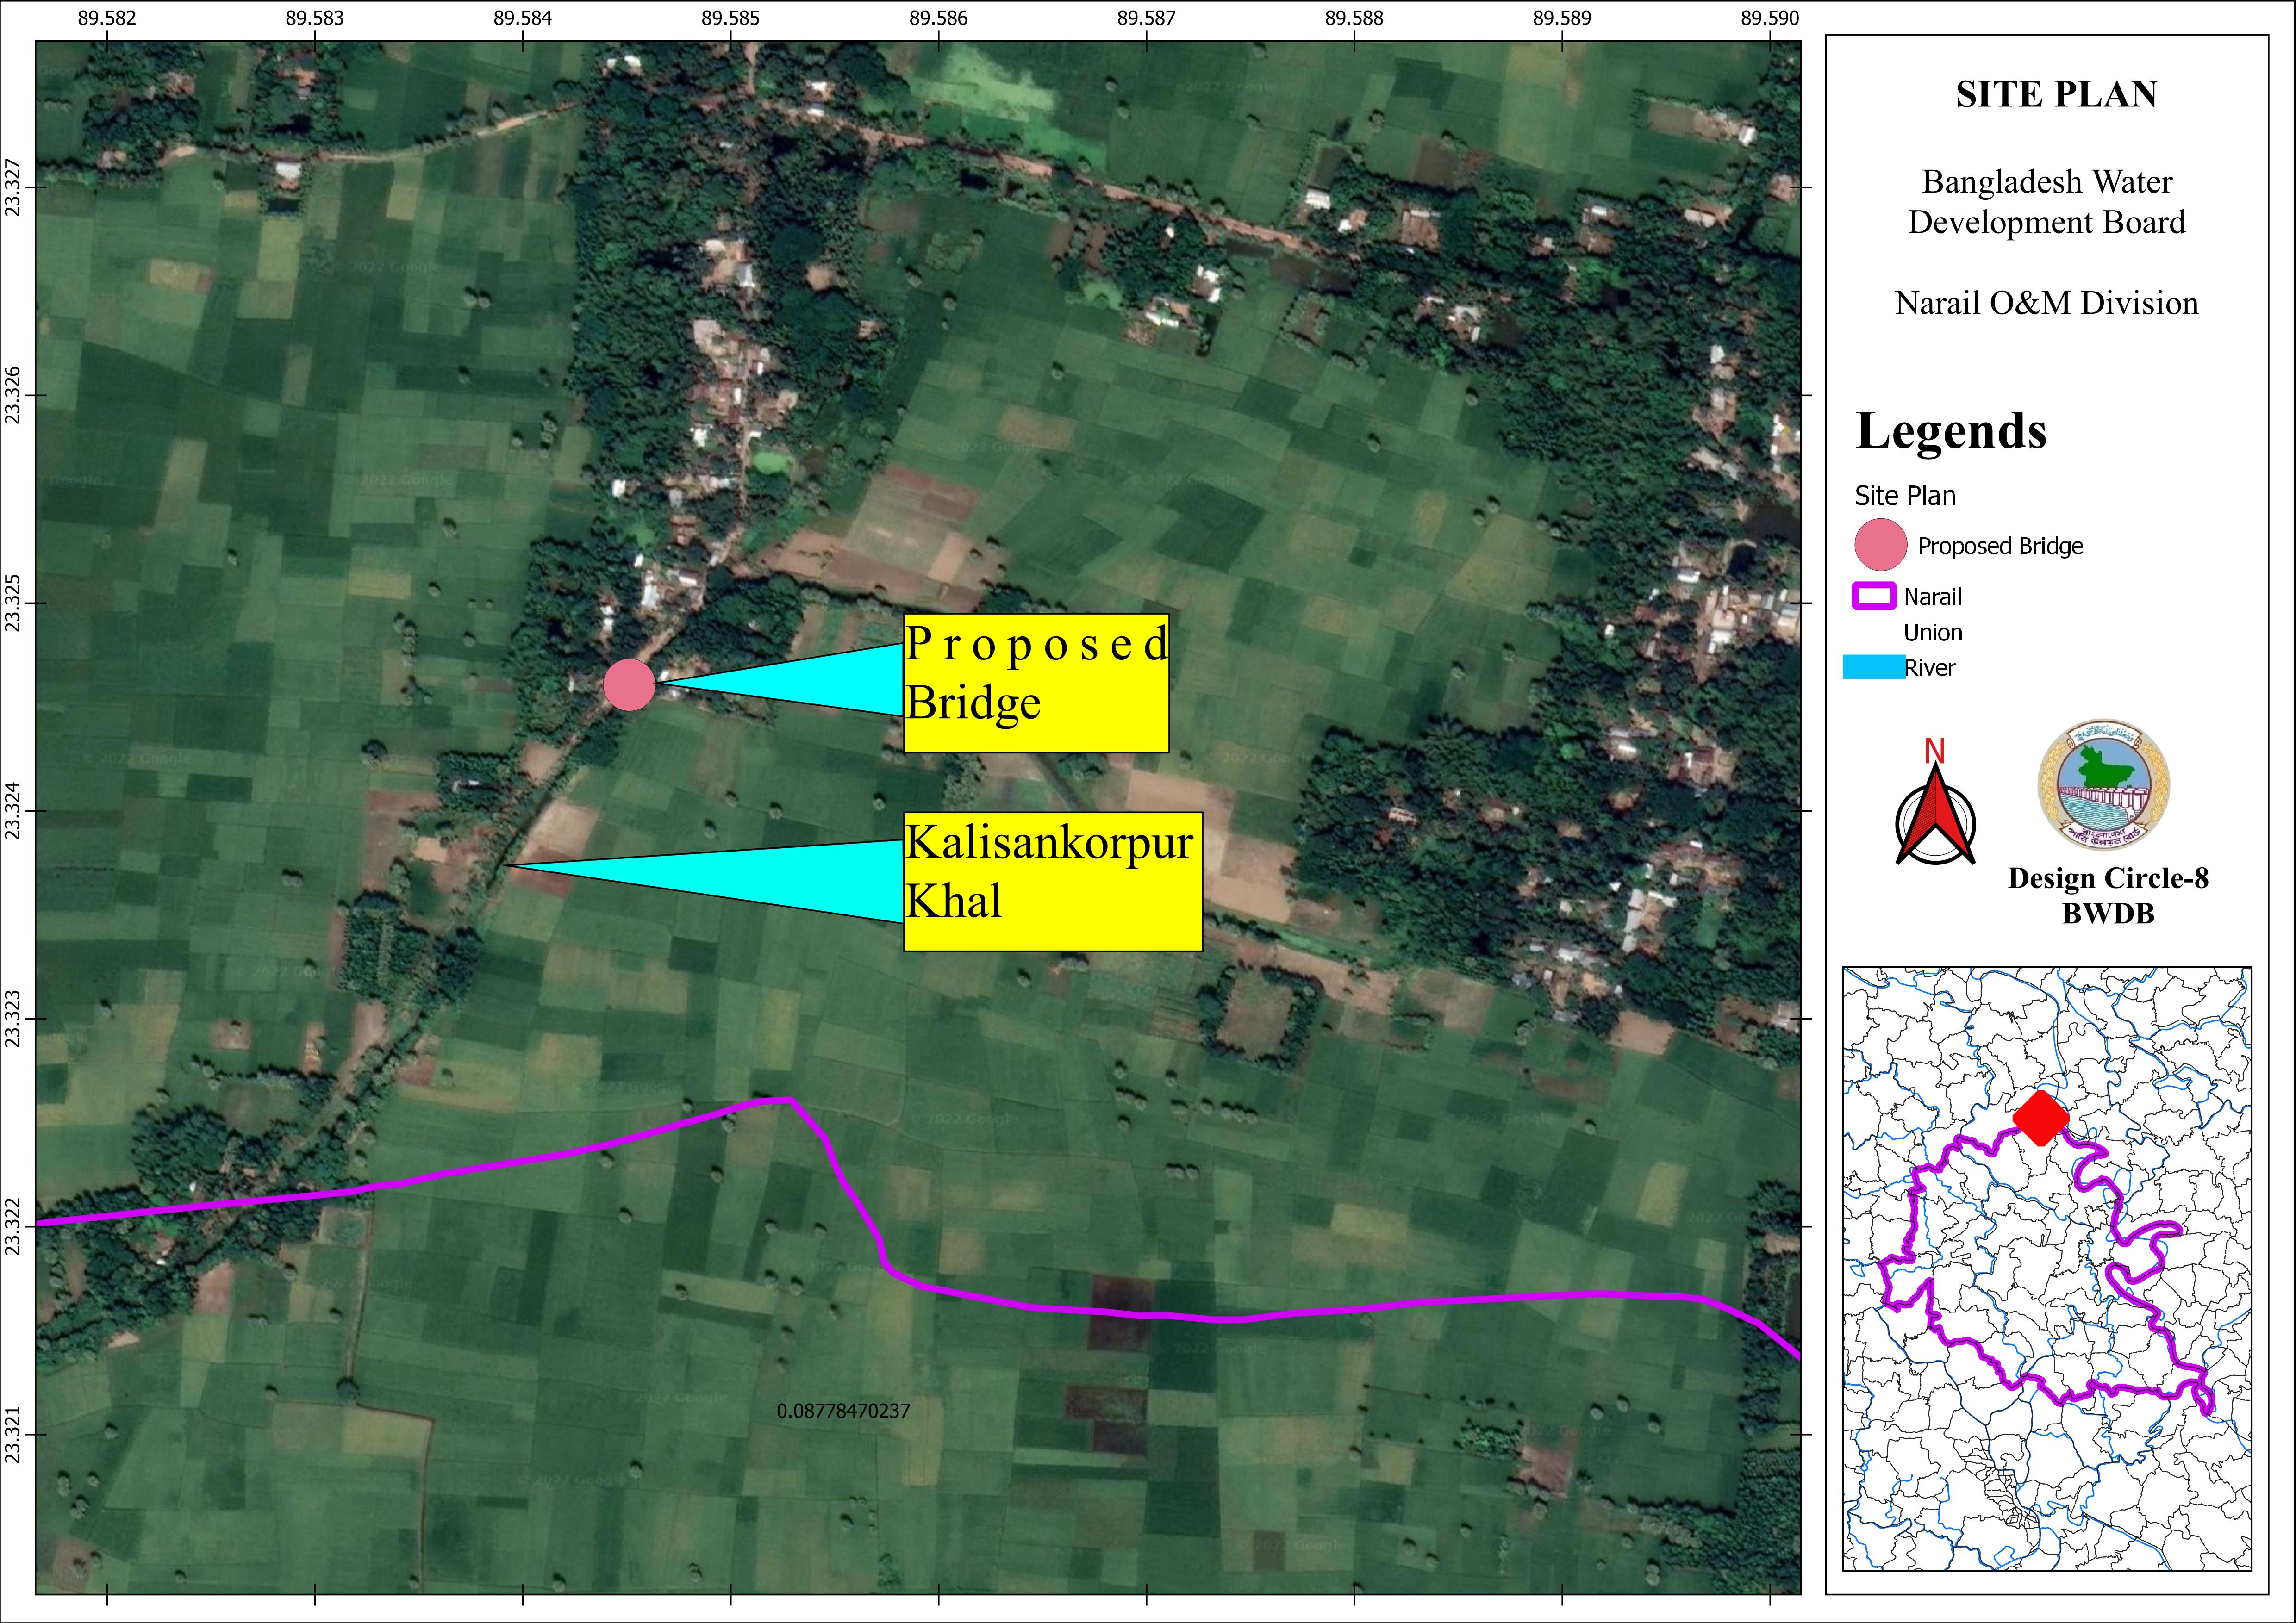 89.582 89.583 89.584 89.585 89.586 89.587 89.588 89.589 89.590
23.327
23.326
23.325
23.324
23.323
23.322
23.321
© 2022 Google
Proposed
Bridge
Kalisankorpur
Khal
0.08778470237
SITE PLAN
Bangladesh Water
Development Board
Narail O&M Division
Legends
Site Plan
Proposed Bridge
Narail
Union
River
N
Design Circle-8
BWDB